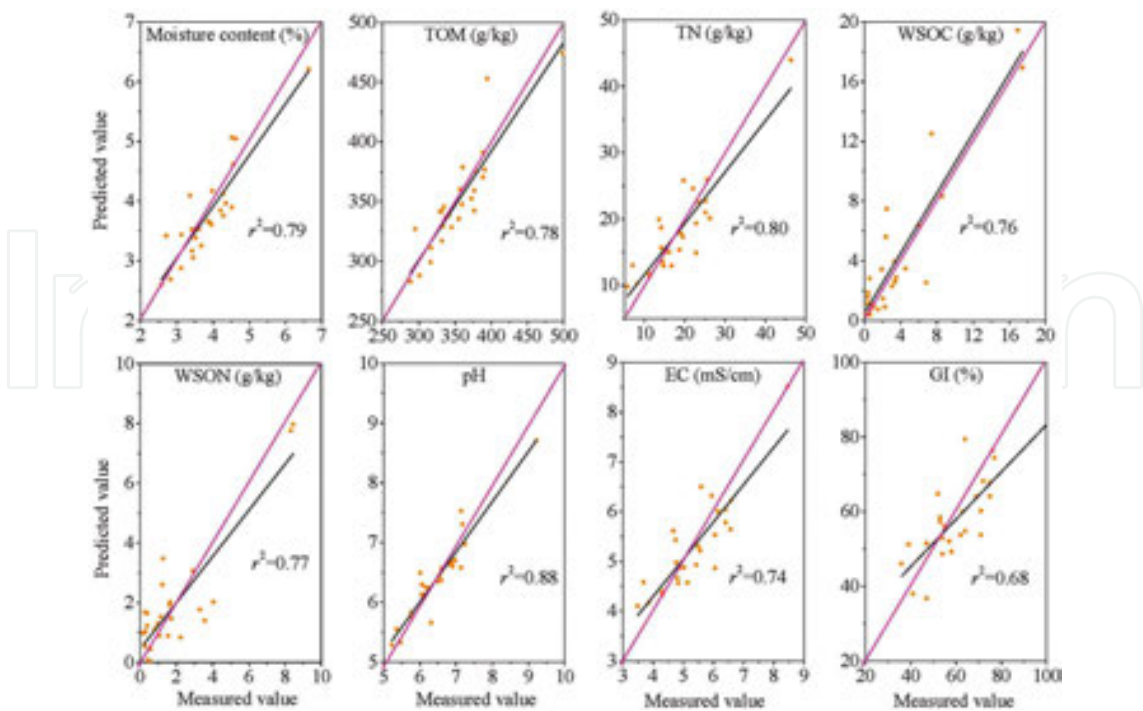 Moisture content (%)
TOM (g/kg)
TN (g/kg)
WSOC (g/kg)
Predicted value
7
6
5
4
3
2
2 3 4 5 6 7
r²=0.79
500
450
400
350
300
250
250 300 350 400 450 500
r²=0.78
50
40
30
20
10
10 20 30 40 50
r²=0.80
20
16
12
8
4
0
0 4 8 12 16 20
r²=0.76
WSON (g/kg)
pH
EC (mS/cm)
GI (%)
Predicted value
10
8
6
4
2
0
0 2 4 6 8 10
r²=0.77
10
9
8
7
6
5
5 6 7 8 9 10
r²=0.88
9
8
7
6
5
4
3
3 4 5 6 7 8 9
r²=0.74
100
80
60
40
20
20 40 60 80 100
r²=0.68
Measured value
Measured value
Measured value
Measured value